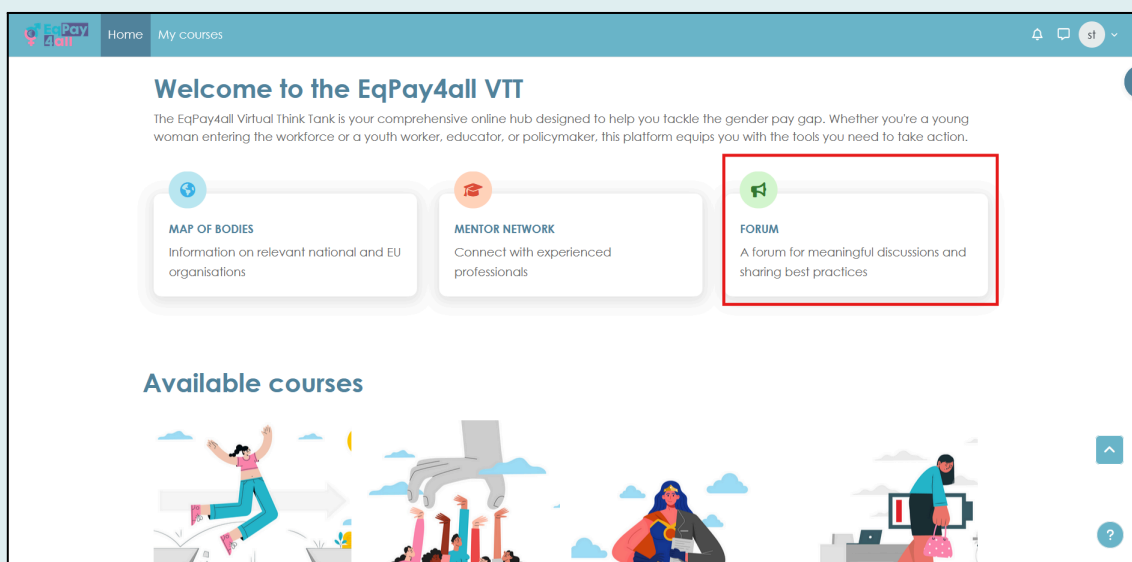 EqPay
4all
Home My courses
st
Welcome to the EqPay4all VTT
The EqPay4all Virtual Think Tank is your comprehensive online hub designed to help you tackle the gender pay gap. Whether you're a young
woman entering the workforce or a youth worker, educator, or policymaker, this platform equips you with the tools you need to take action.
MAP OF BODIES
Information on relevant national and EU
organisations
MENTOR NETWORK
Connect with experienced
professionals
FORUM
A forum for meaningful discussions and
sharing best practices
Available courses
?